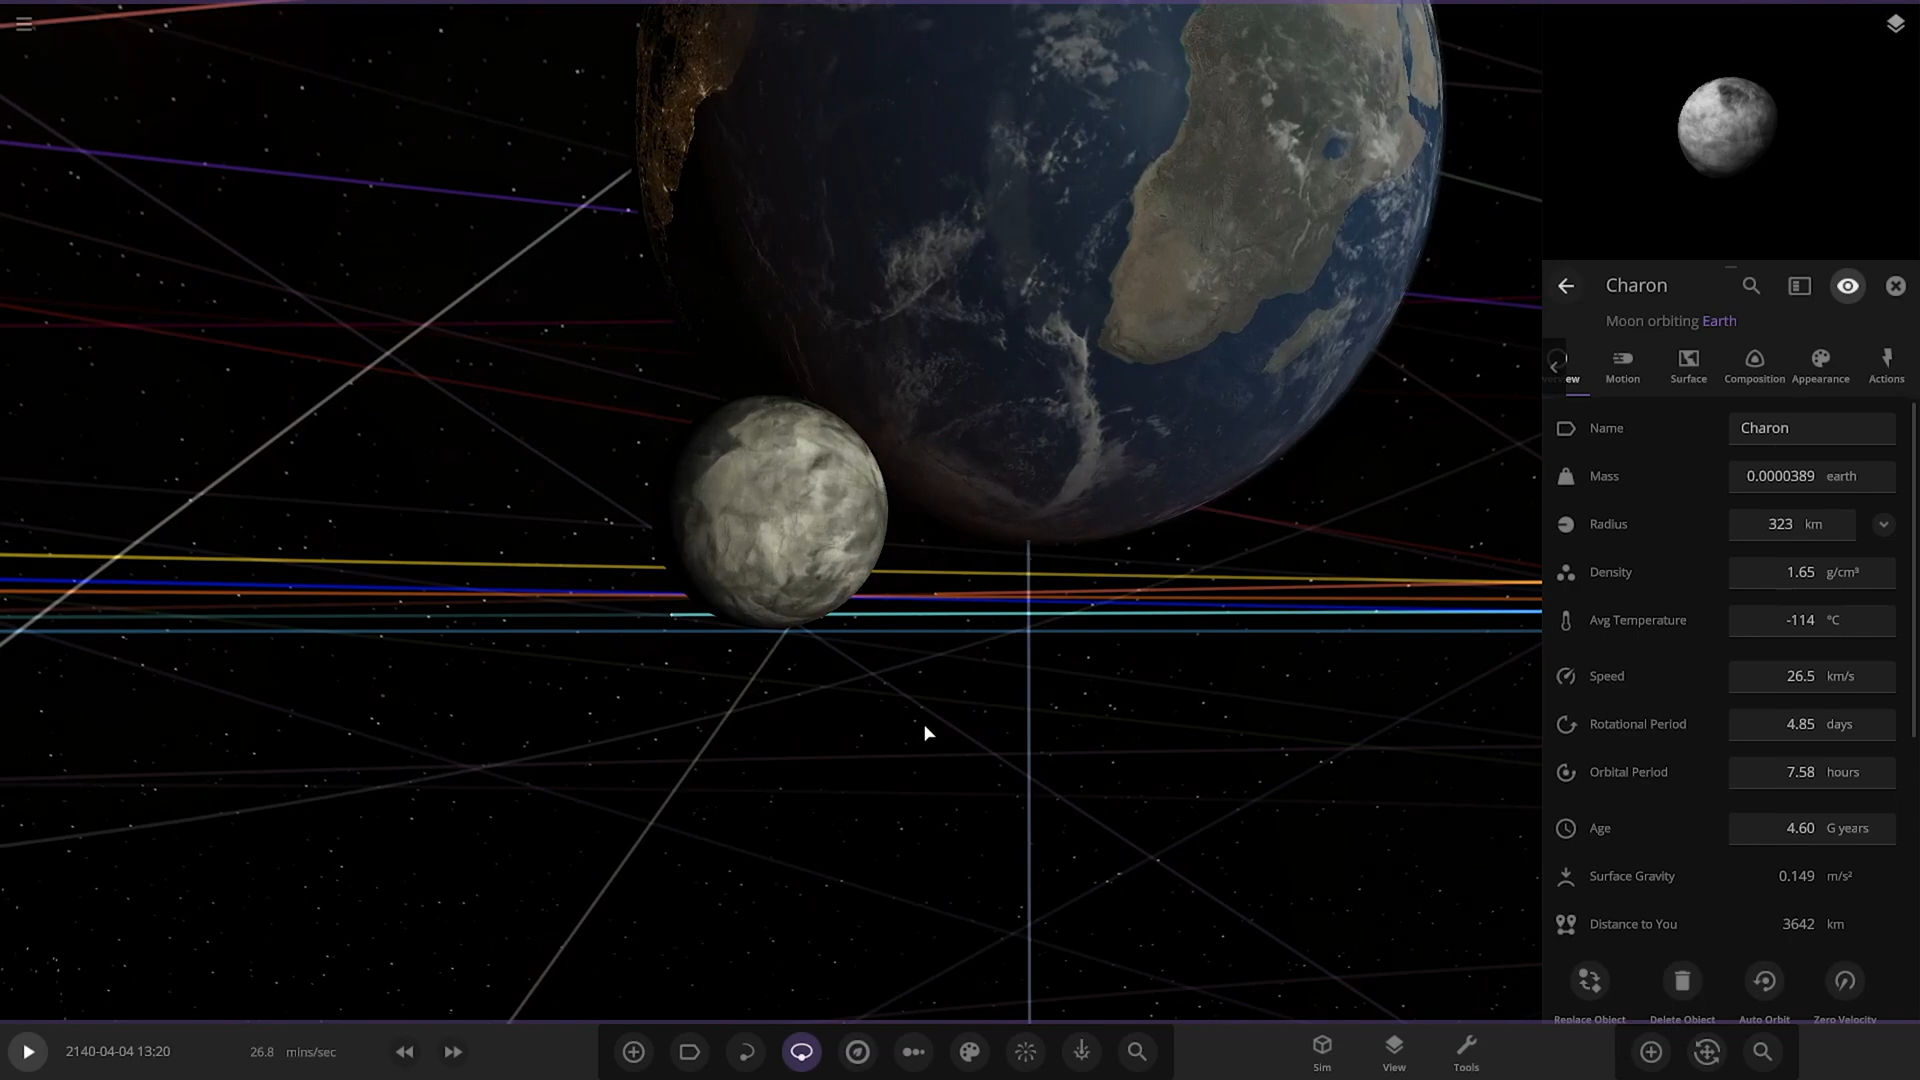 Charon
Moon orbiting Earth
Motion
Surface
Composition
Appearance
Actions
Name
Charon
Mass
0.0000389 earth
Radius
323 km
Density
1.65 g/cm³
Avg Temperature
-114 °C
Speed
26.5 km/s
Rotational Period
4.85 days
Orbital Period
7.58 hours
Age
4.60 G years
Surface Gravity
0.149 m/s²
Distance to You
3642 km
Replace Object
Delete Object
Auto Orbit
Zero Velocity
2140-04-04 13:20
26.8 mins/sec
Sim
View
Tools